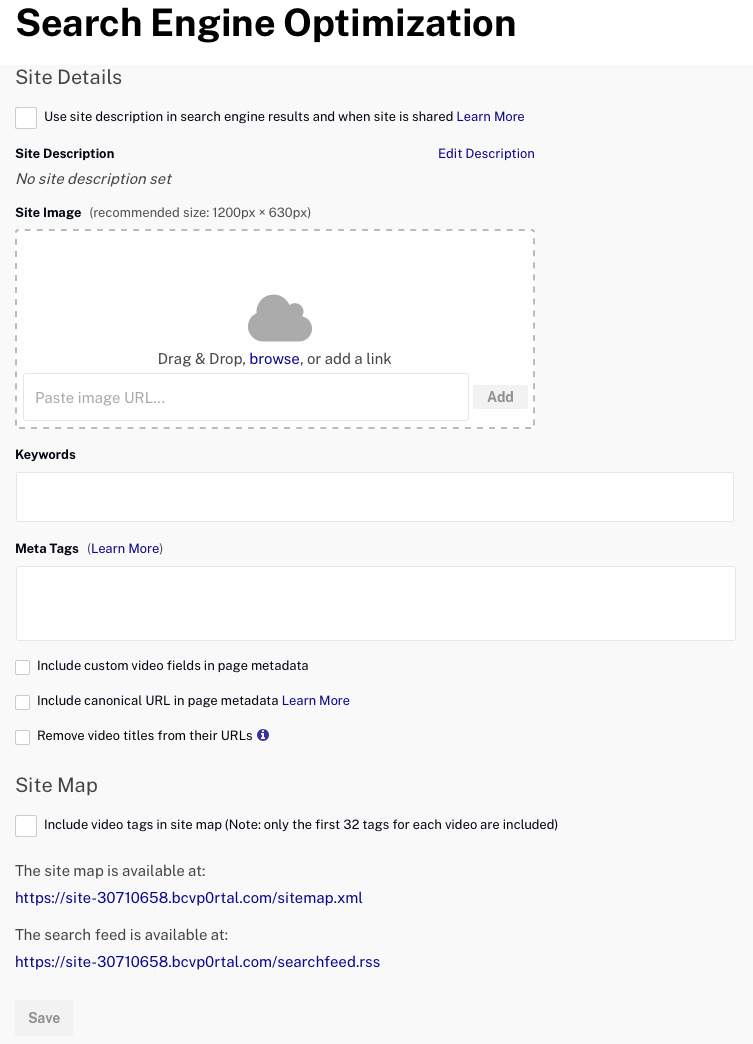 Search Engine Optimization
Site Details
Use site description in search engine results and when site is shared Learn More
Site Description Edit Description
No site description set
Site Image (recommended size: 1200px × 630px)
Drag & Drop, browse, or add a link
Paste image URL... Add
Keywords
Meta Tags (Learn More)
Include custom video fields in page metadata
Include canonical URL in page metadata Learn More
Remove video titles from their URLs
Site Map
Include video tags in site map (Note: only the first 32 tags for each video are included)
The site map is available at:
https://site-30710658.bcvp0rtal.com/sitemap.xml
The search feed is available at:
https://site-30710658.bcvp0rtal.com/searchfeed.rss
Save